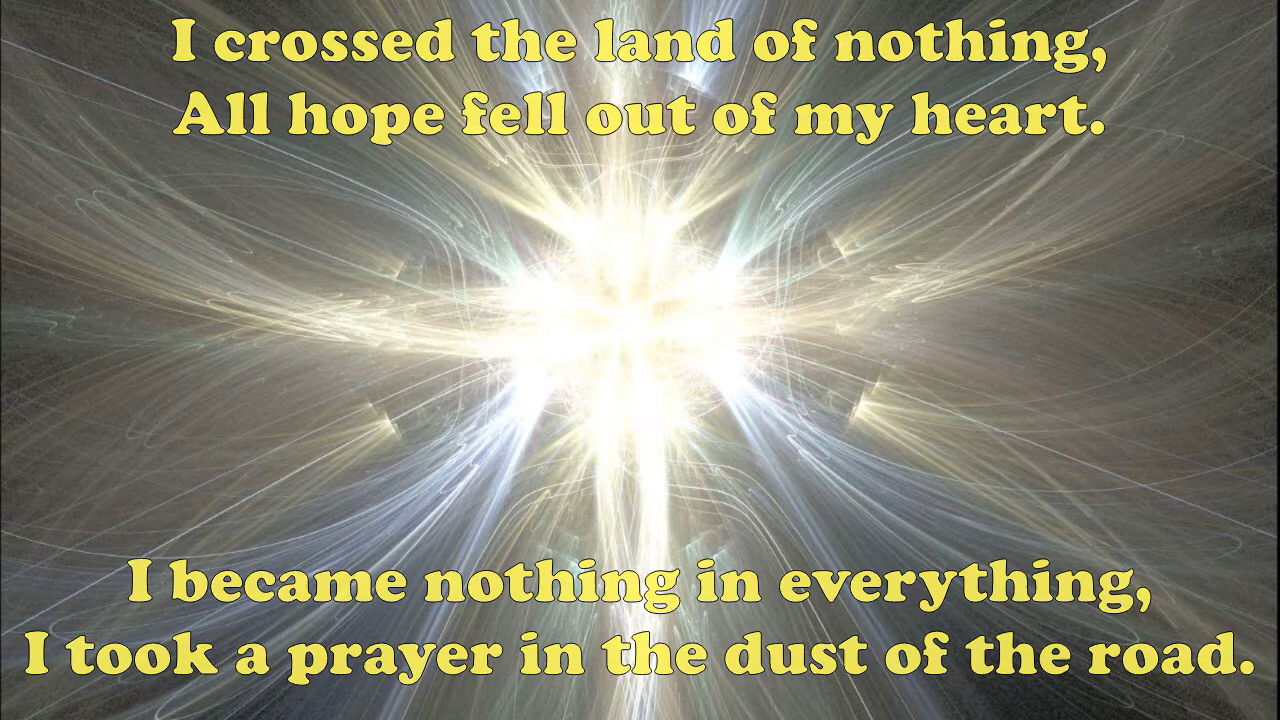 I crossed the land of nothing,
All hope fell out of my heart.
I became nothing in everything,
I took a prayer in the dust of the road.